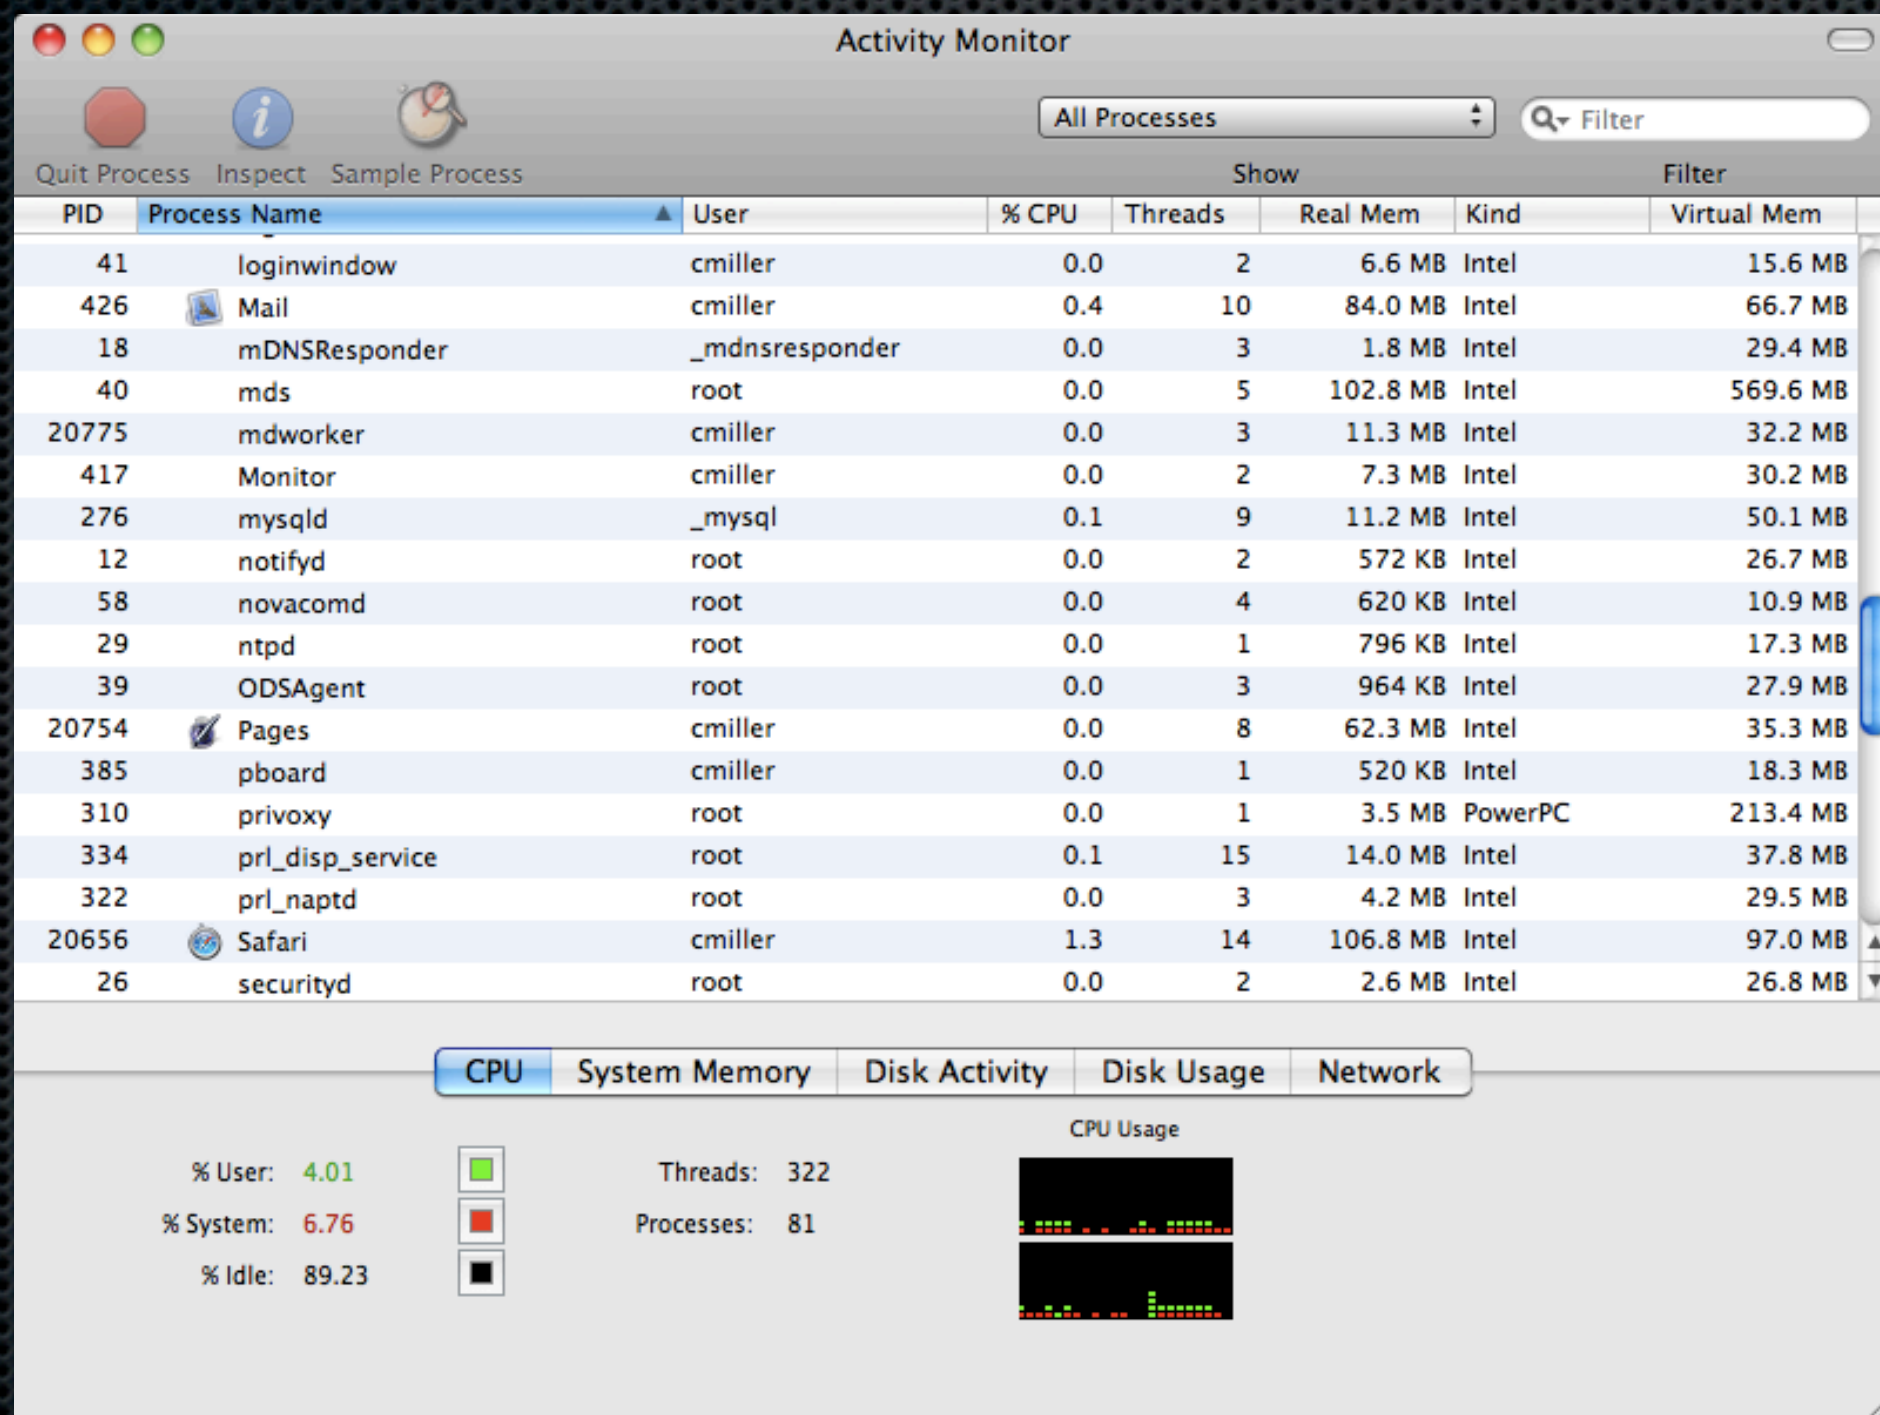 Activity Monitor
Quit Process Inspect Sample Process All Processes Show Filter Filter
PID Process Name User % CPU Threads Real Mem Kind Virtual Mem
41 loginwindow cmiller 0.0 2 6.6 MB Intel 15.6 MB
426 Mail cmiller 0.4 10 84.0 MB Intel 66.7 MB
18 mDNSResponder _mdnsresponder 0.0 3 1.8 MB Intel 29.4 MB
40 mds root 0.0 5 102.8 MB Intel 569.6 MB
20775 mdworker cmiller 0.0 3 11.3 MB Intel 32.2 MB
417 Monitor cmiller 0.0 2 7.3 MB Intel 30.2 MB
276 mysqld _mysql 0.1 9 11.2 MB Intel 50.1 MB
12 notifyd root 0.0 2 572 KB Intel 26.7 MB
58 novacomd root 0.0 4 620 KB Intel 10.9 MB
29 ntpd root 0.0 1 796 KB Intel 17.3 MB
39 ODSAgent root 0.0 3 964 KB Intel 27.9 MB
20754 Pages cmiller 0.0 8 62.3 MB Intel 35.3 MB
385 pboard cmiller 0.0 1 520 KB Intel 18.3 MB
310 privoxy root 0.0 1 3.5 MB PowerPC 213.4 MB
334 prl_disp_service root 0.1 15 14.0 MB Intel 37.8 MB
322 prl_naptd root 0.0 3 4.2 MB Intel 29.5 MB
20656 Safari cmiller 1.3 14 106.8 MB Intel 97.0 MB
26 securityd root 0.0 2 2.6 MB Intel 26.8 MB
CPU System Memory Disk Activity Disk Usage Network
CPU Usage
% User: 4.01 Threads: 322
% System: 6.76 Processes: 81
% Idle: 89.23